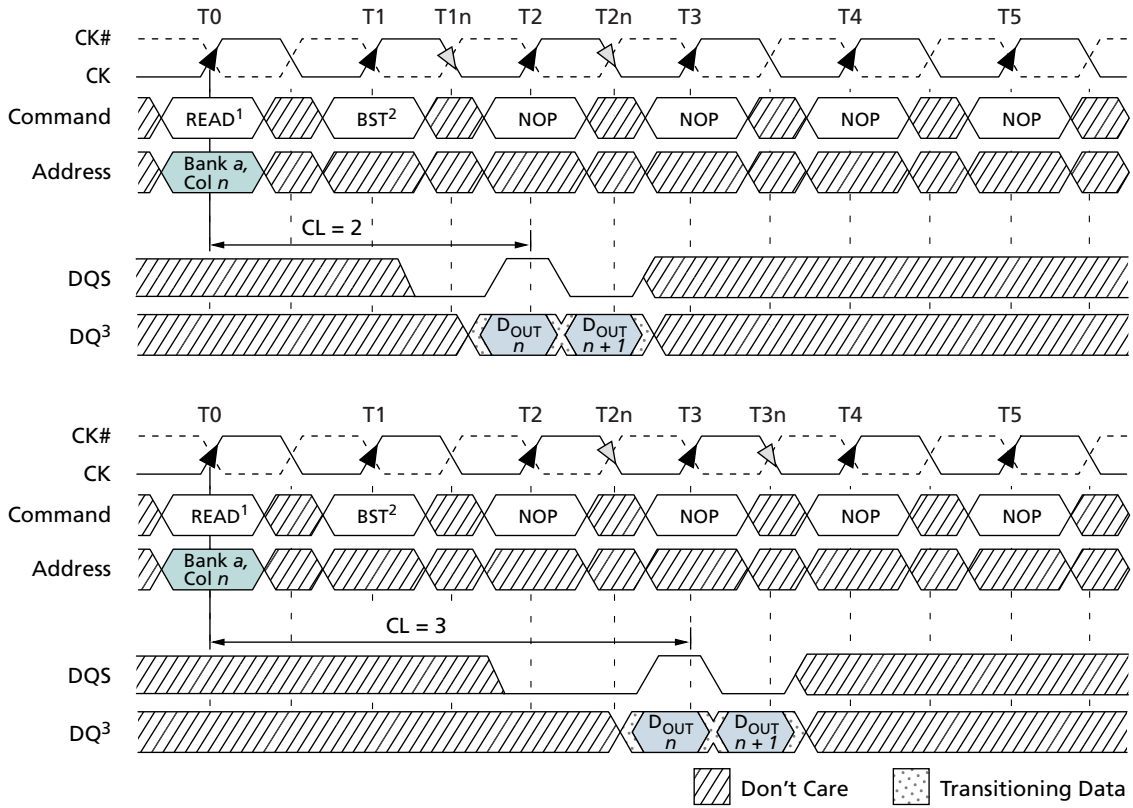 T0 T1 T1n T2 T2n T3 T4 T5
CK#
CK
Command READ1 BST2 NOP NOP NOP NOP
Address Bank a,
Col n
CL = 2
DQS
DQ3 DOUT DOUT
n n + 1
T0 T1 T2 T2n T3 T3n T4 T5
CK#
CK
Command READ1 BST2 NOP NOP NOP NOP
Address Bank a,
Col n
CL = 3
DQS
DQ3 DOUT DOUT
n n + 1
Don't Care Transitioning Data